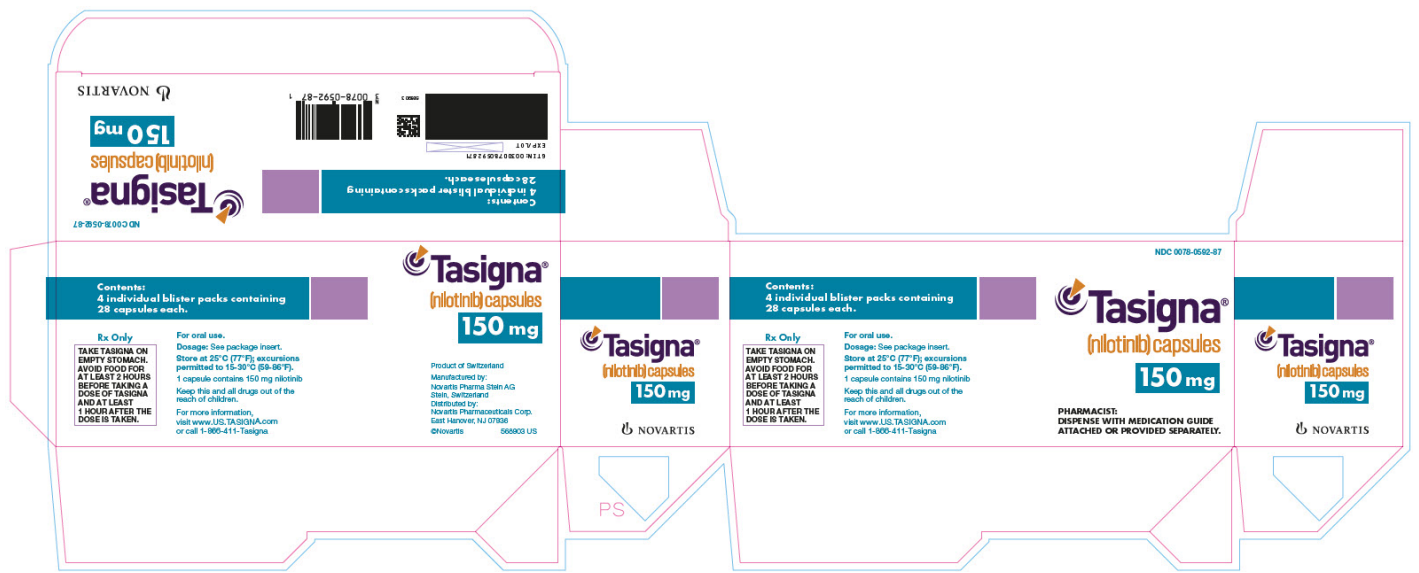 NOVARTIS
150 mg
(nilotinib) capsules
Tasigna®
NDC 0078-0592-87
3 0078-0592-87 1
GTIN: 00300780592871
EXP./LOT
Contents:
4 individual blister packs containing
28 capsules each.
Contents:
4 individual blister packs containing
28 capsules each.
Rx Only
TAKE TASIGNA ON
EMPTY STOMACH.
AVOID FOOD FOR
AT LEAST 2 HOURS
BEFORE TAKING A
DOSE OF TASIGNA
AND AT LEAST
1 HOUR AFTER THE
DOSE IS TAKEN.
For oral use.
Dosage: See package insert.
Store at 25°C (77°F); excursions
permitted to 15-30°C (59-86°F).
1 capsule contains 150 mg nilotinib
Keep this and all drugs out of the
reach of children.
For more information,
visit www.US.TASIGNA.com
or call 1-866-411-Tasigna
Tasigna®
(nilotinib) capsules
150 mg
Product of Switzerland
Manufactured by:
Novartis Pharma Stein AG
Stein, Switzerland
Distributed by:
Novartis Pharmaceuticals Corp.
East Hanover, NJ 07936
©Novartis 568903 US
Tasigna®
(nilotinib) capsules
150 mg
NOVARTIS
PS
Contents:
4 individual blister packs containing
28 capsules each.
Rx Only
TAKE TASIGNA ON
EMPTY STOMACH.
AVOID FOOD FOR
AT LEAST 2 HOURS
BEFORE TAKING A
DOSE OF TASIGNA
AND AT LEAST
1 HOUR AFTER THE
DOSE IS TAKEN.
For oral use.
Dosage: See package insert.
Store at 25°C (77°F); excursions
permitted to 15-30°C (59-86°F).
1 capsule contains 150 mg nilotinib
Keep this and all drugs out of the
reach of children.
For more information,
visit www.US.TASIGNA.com
or call 1-866-411-Tasigna
NDC 0078-0592-87
Tasigna®
(nilotinib) capsules
150 mg
PHARMACIST:
DISPENSE WITH MEDICATION GUIDE
ATTACHED OR PROVIDED SEPARATELY.
Tasigna®
(nilotinib) capsules
150 mg
NOVARTIS